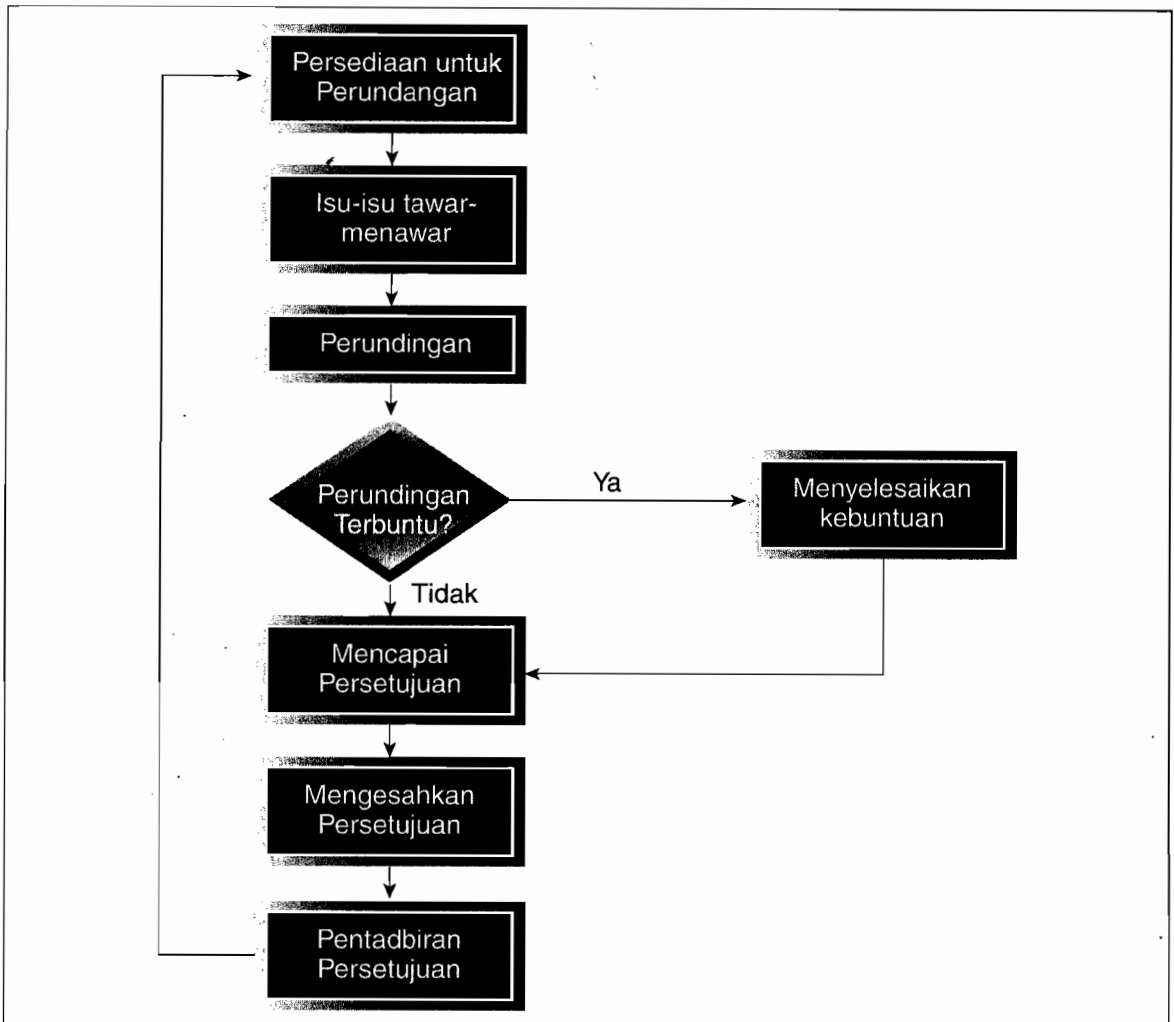 Persediaan untuk
Perundangan
Isu-isu tawar-
menawar
Perundingan
Perundingan
Terbuntu?
Ya
Menyelesaikan
kebuntuan
Tidak
Mencapai
Persetujuan
Mengesahkan
Persetujuan
Pentadbiran
Persetujuan